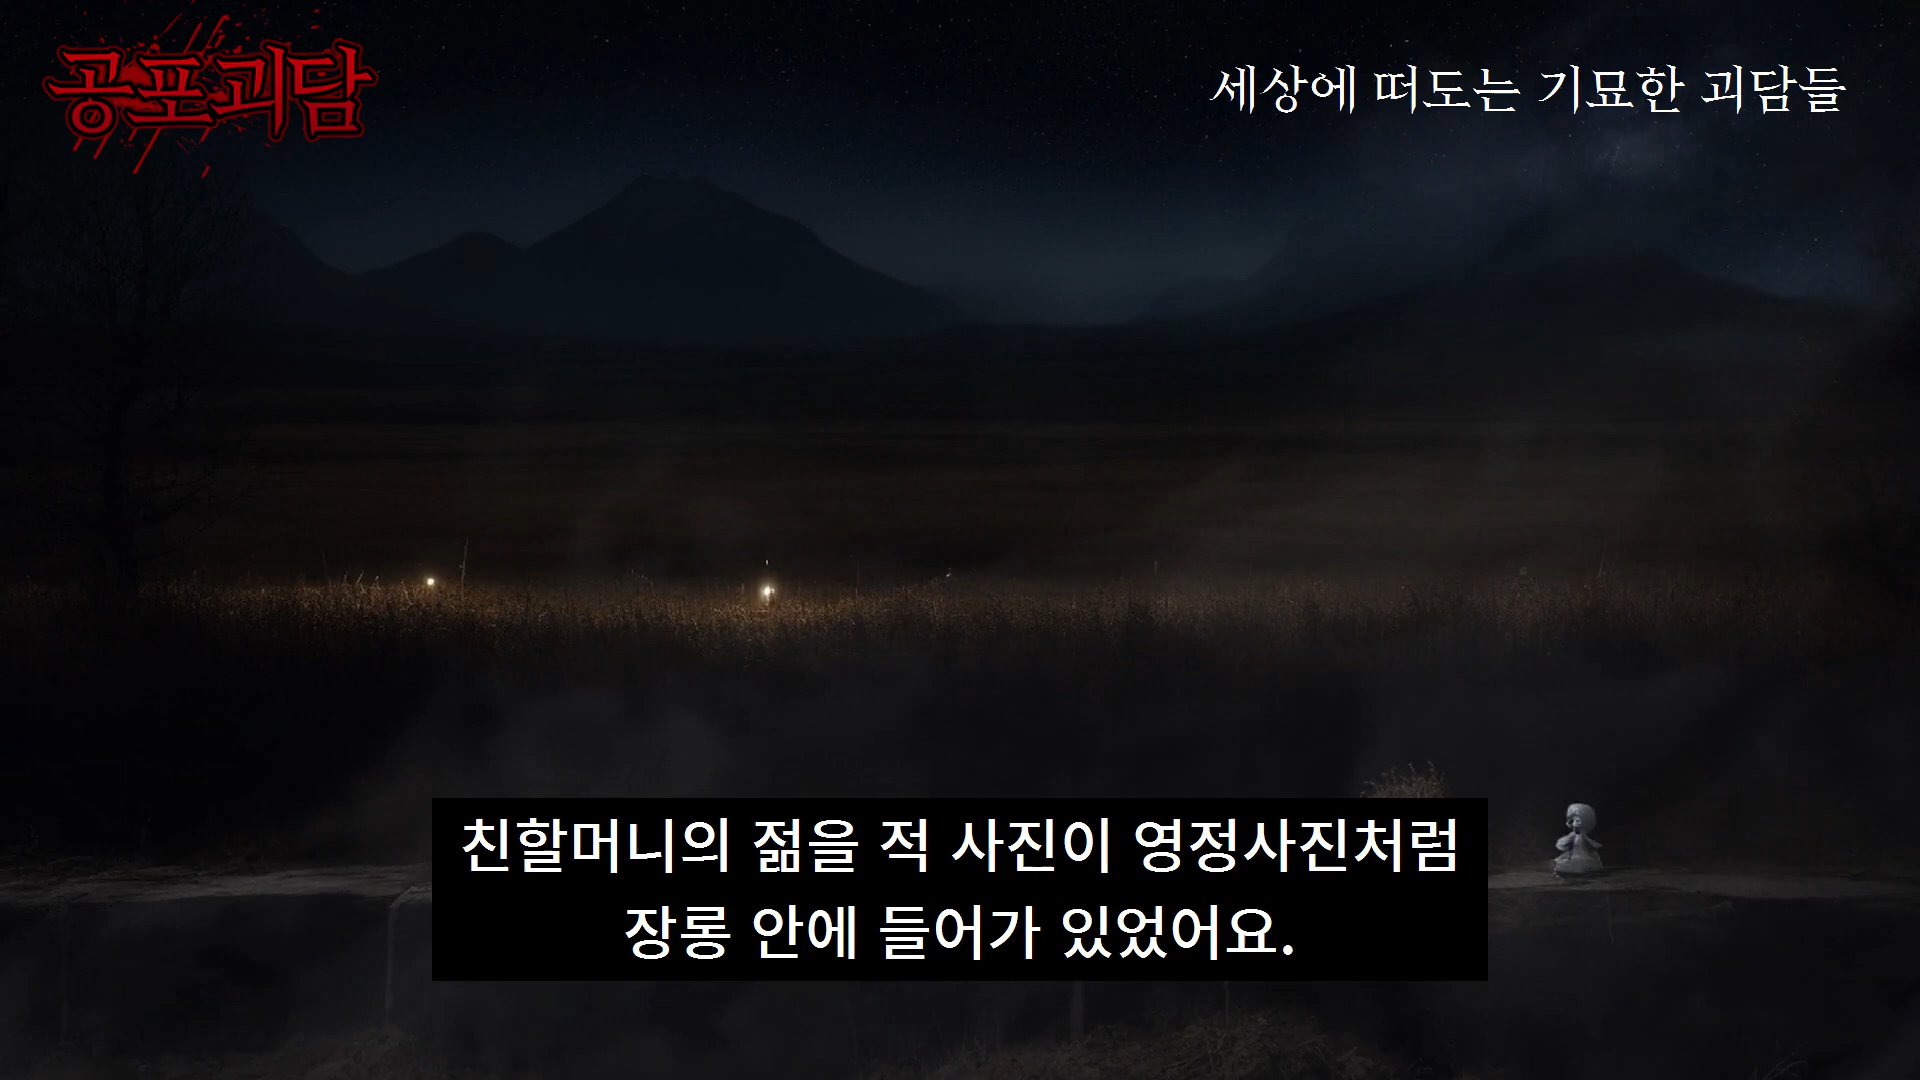 공포괴담
세상에 떠도는 기묘한 괴담들
친할머니의 젊을 적 사진이 영정사진처럼
장롱 안에 들어가 있었어요.